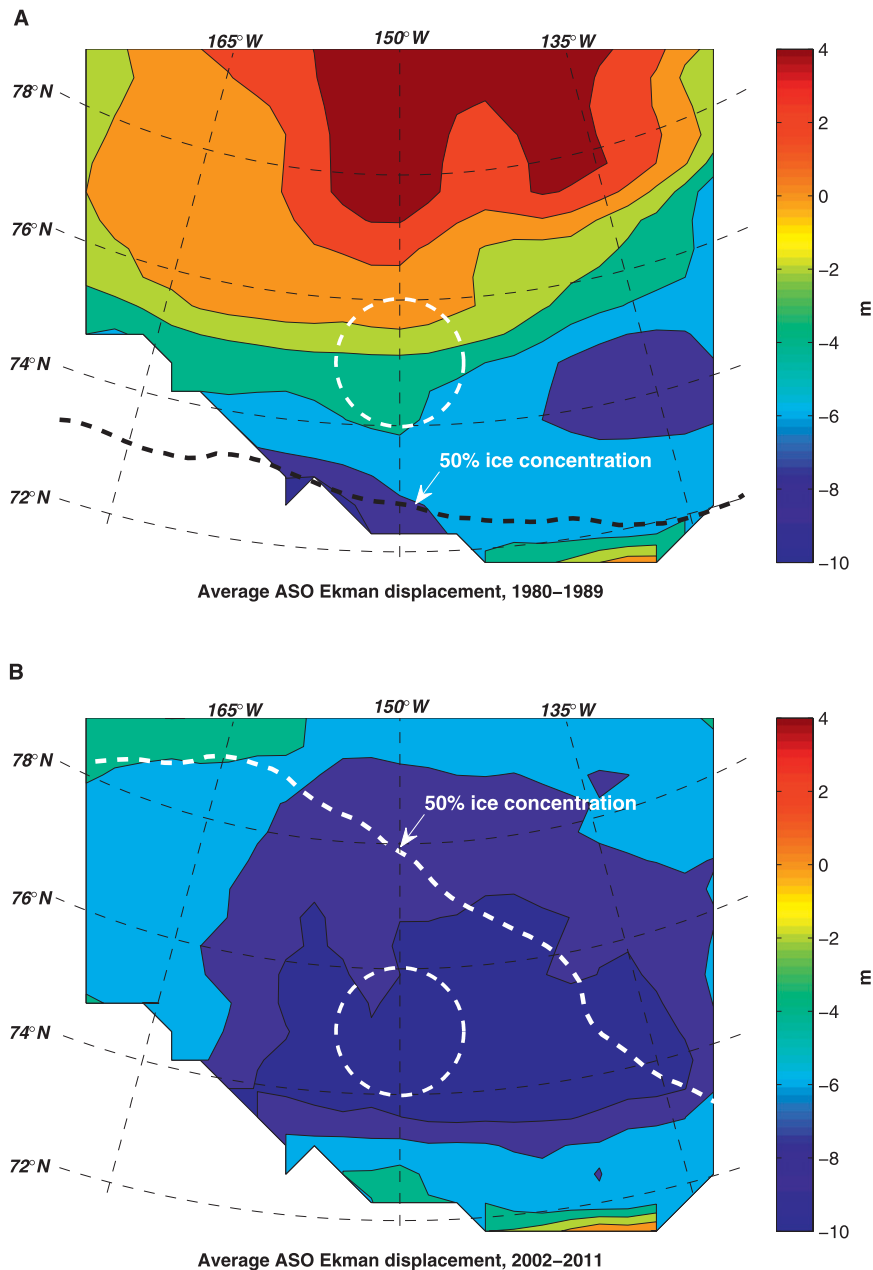 A
165°W 150°W 135°W
78°N
76°N
74°N
72°N
50% ice concentration
4
2
0
−2
−4
−6
−8
−10
m
Average ASO Ekman displacement, 1980−1989
B
165°W 150°W 135°W
78°N
76°N
74°N
72°N
50% ice concentration
4
2
0
−2
−4
−6
−8
−10
m
Average ASO Ekman displacement, 2002−2011